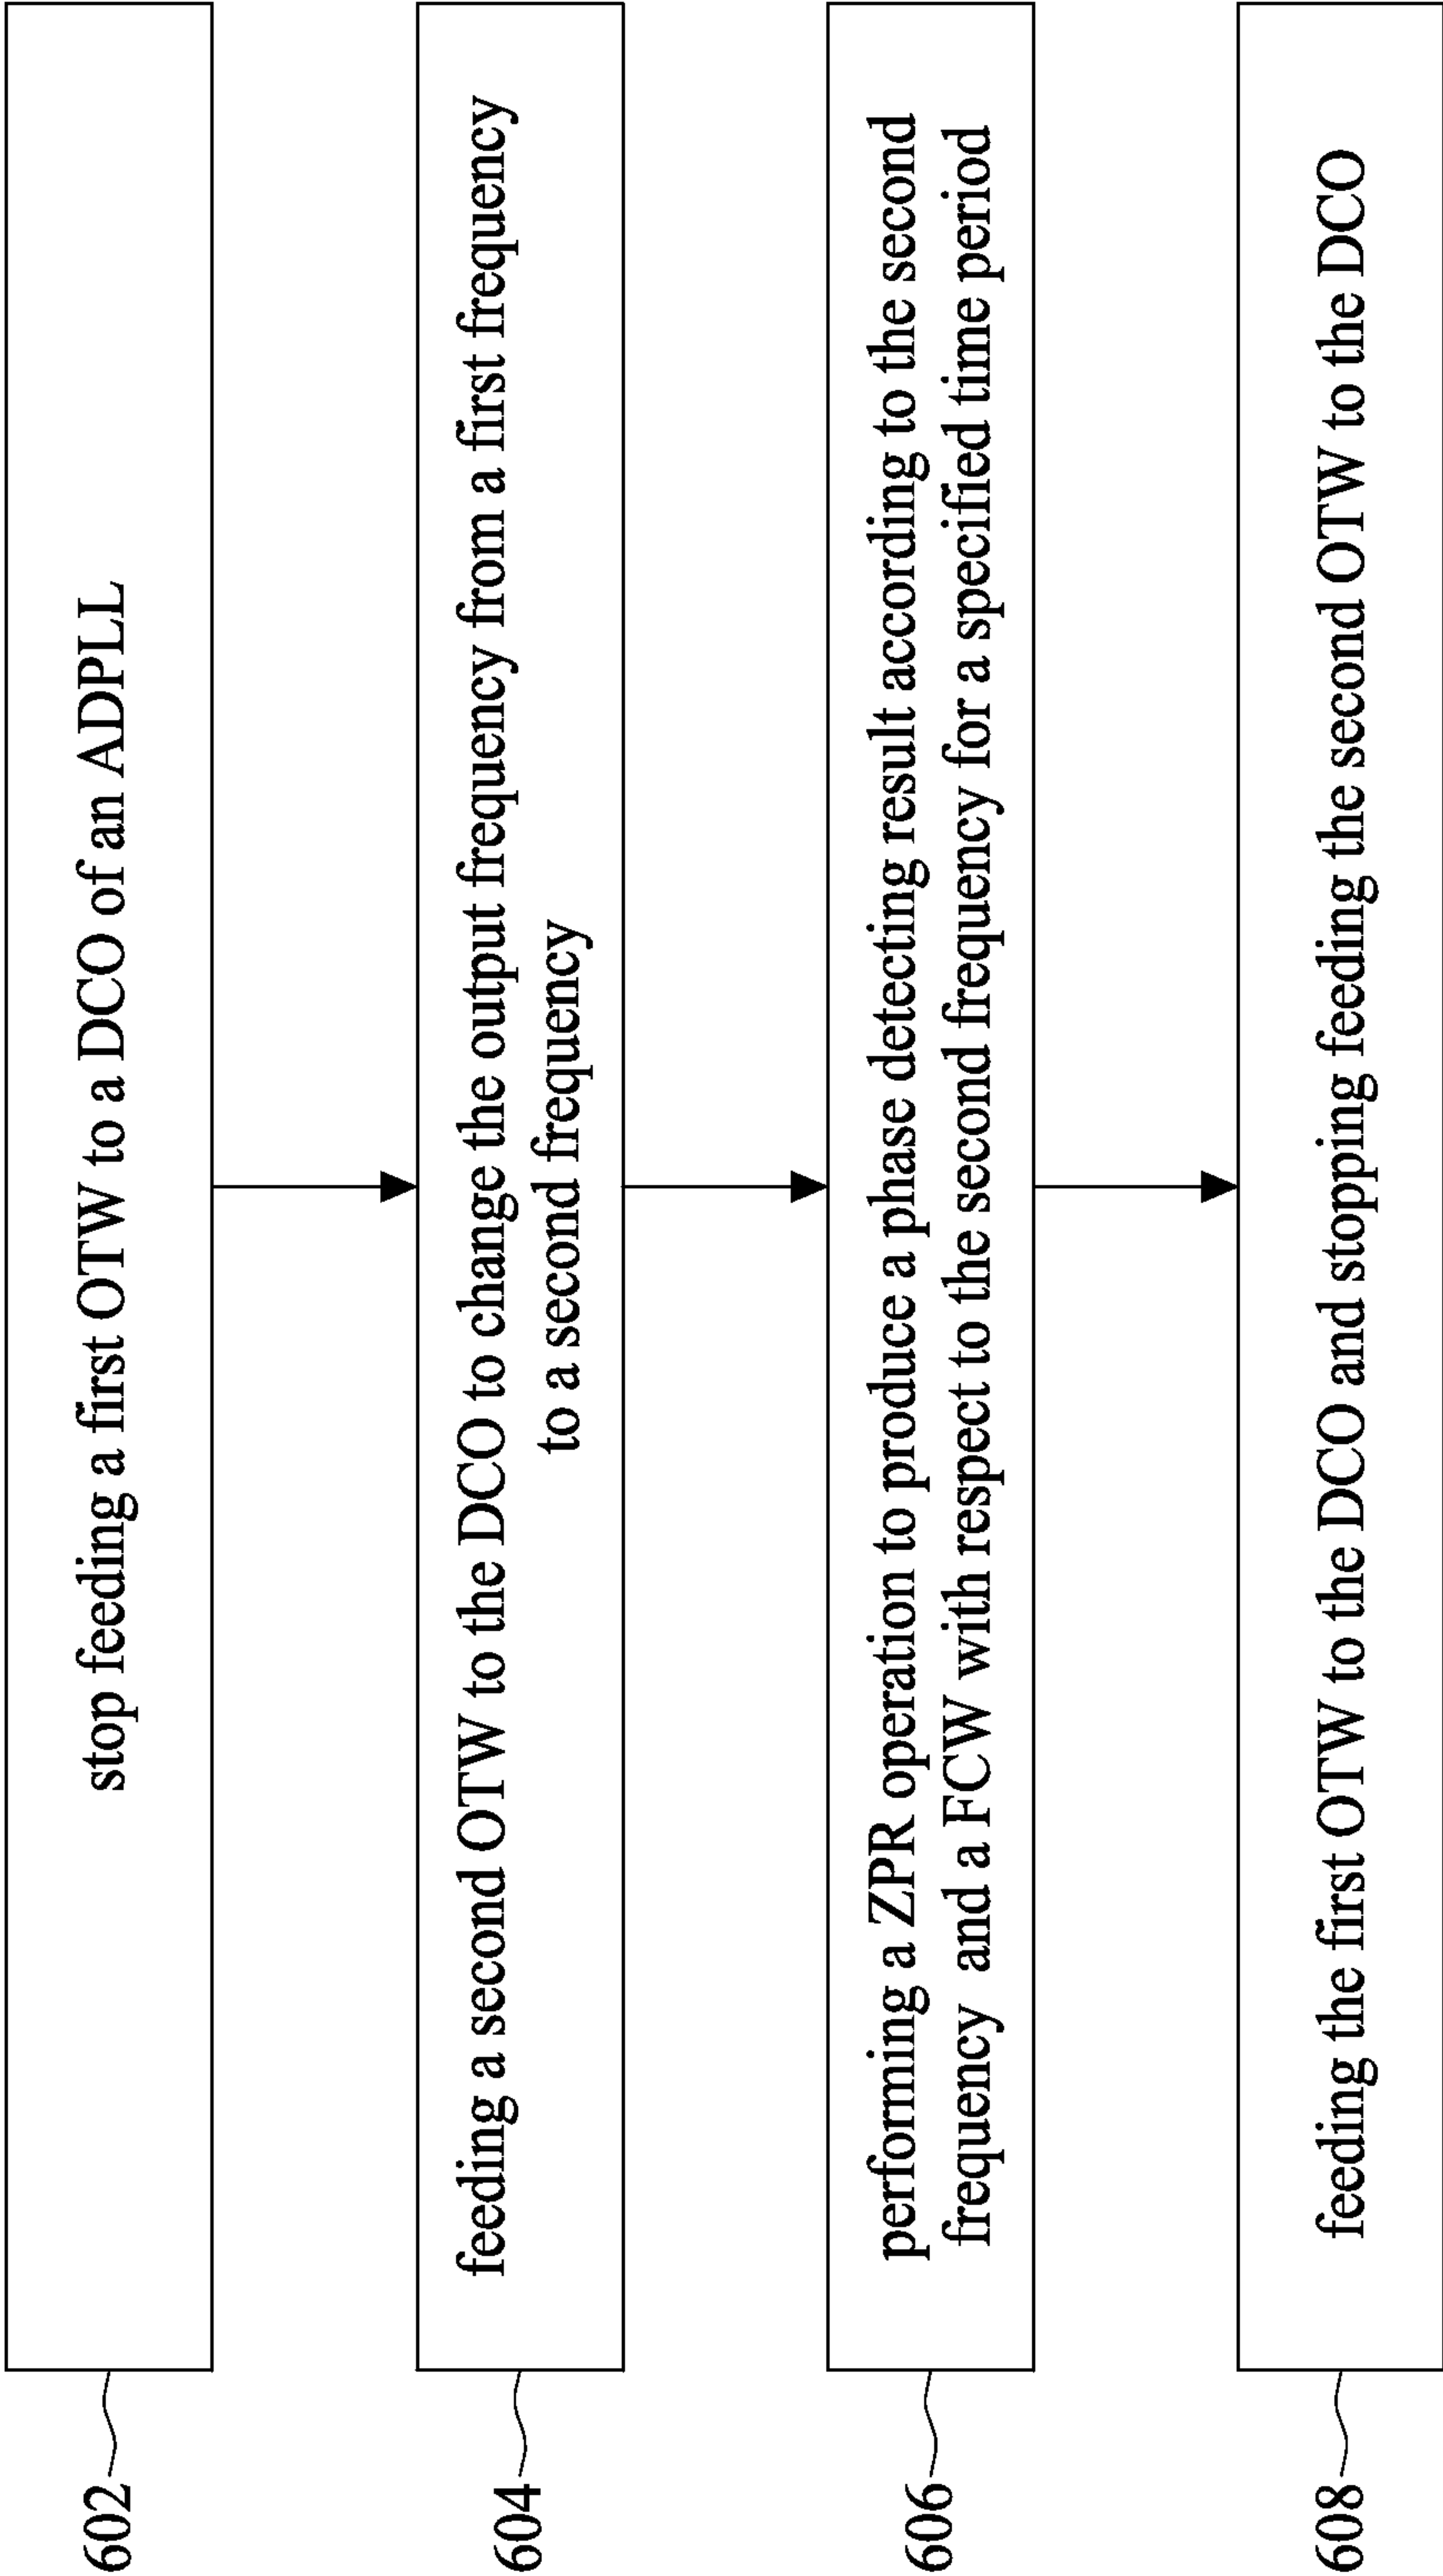 602
stop feeding a first OTW to a DCO of an ADPLL
604
feeding a second OTW to the DCO to change the output frequency from a first frequency
to a second frequency
606
performing a ZPR operation to produce a phase detecting result according to the second
frequency and a FCW with respect to the second frequency for a specified time period
608
feeding the first OTW to the DCO and stopping feeding the second OTW to the DCO